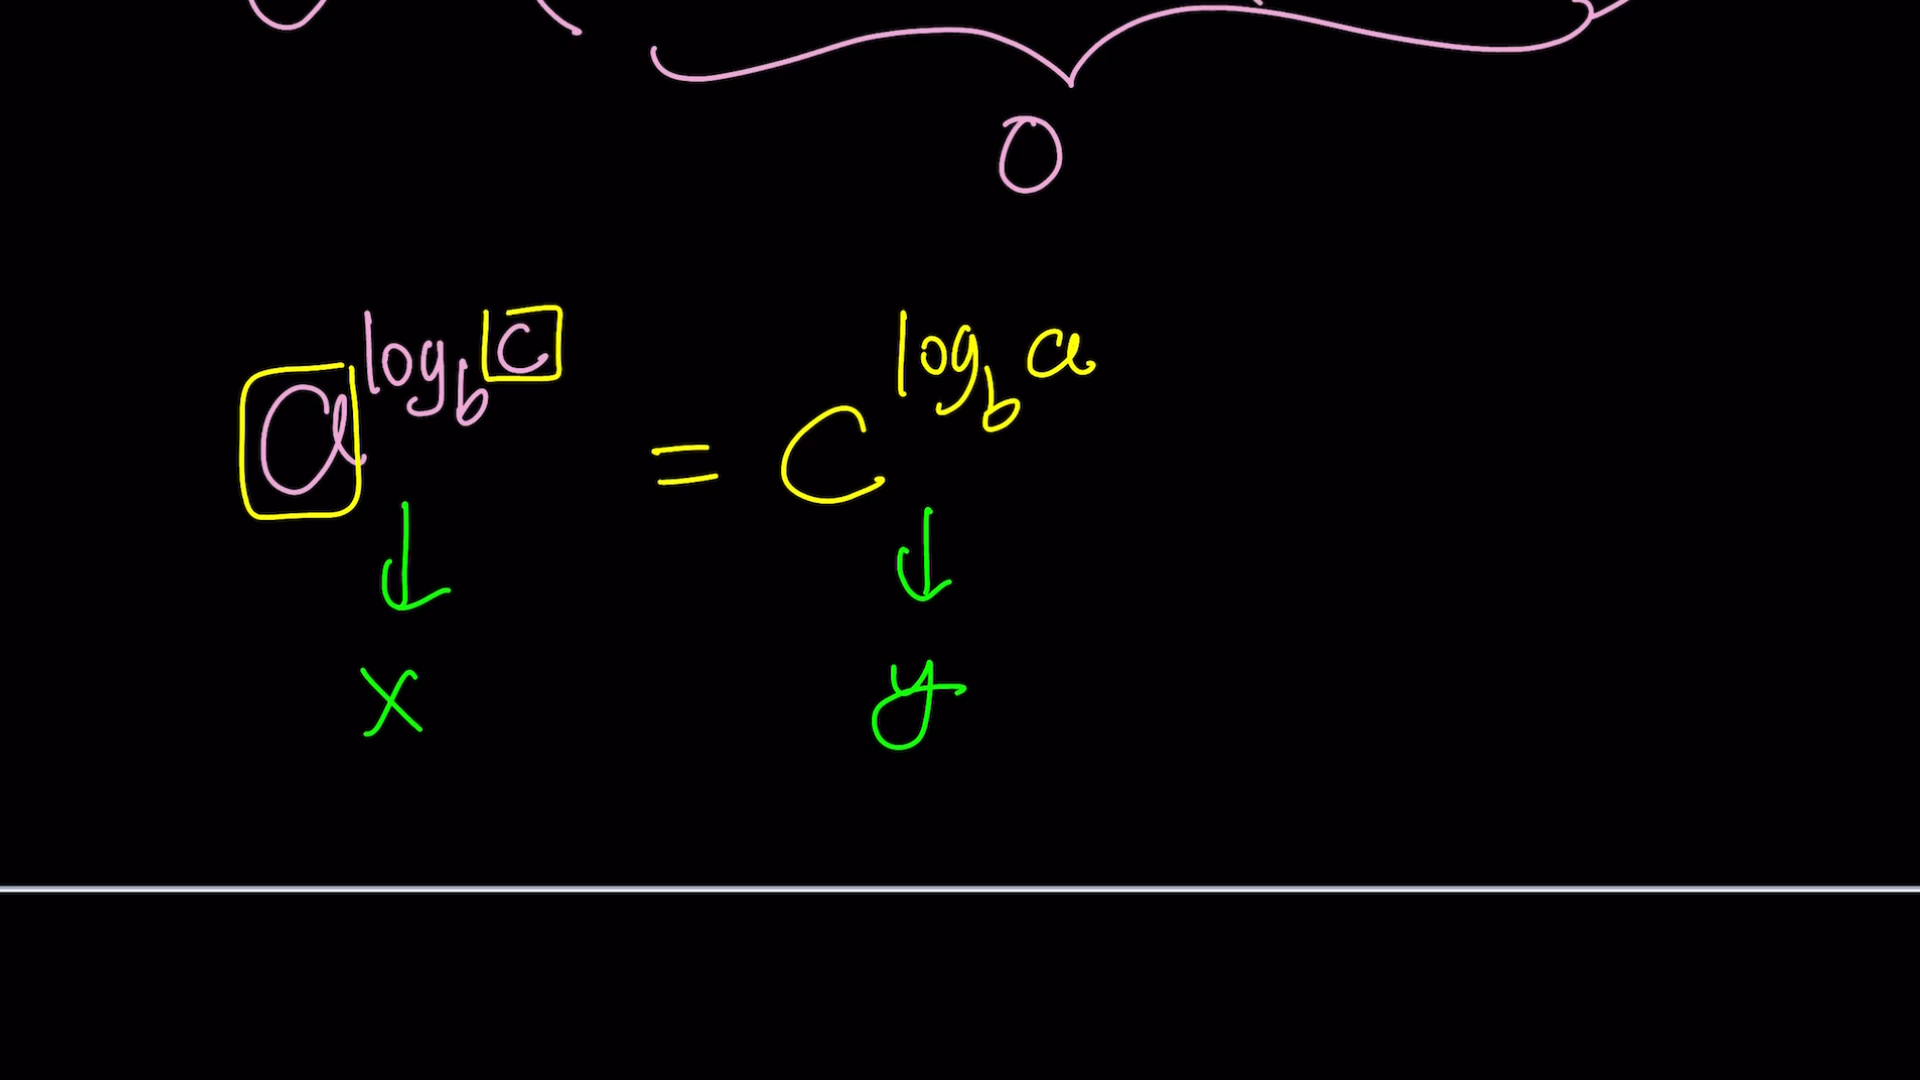 0
a^{log_b c} = c^{log_b a}
↓ ↓
x y